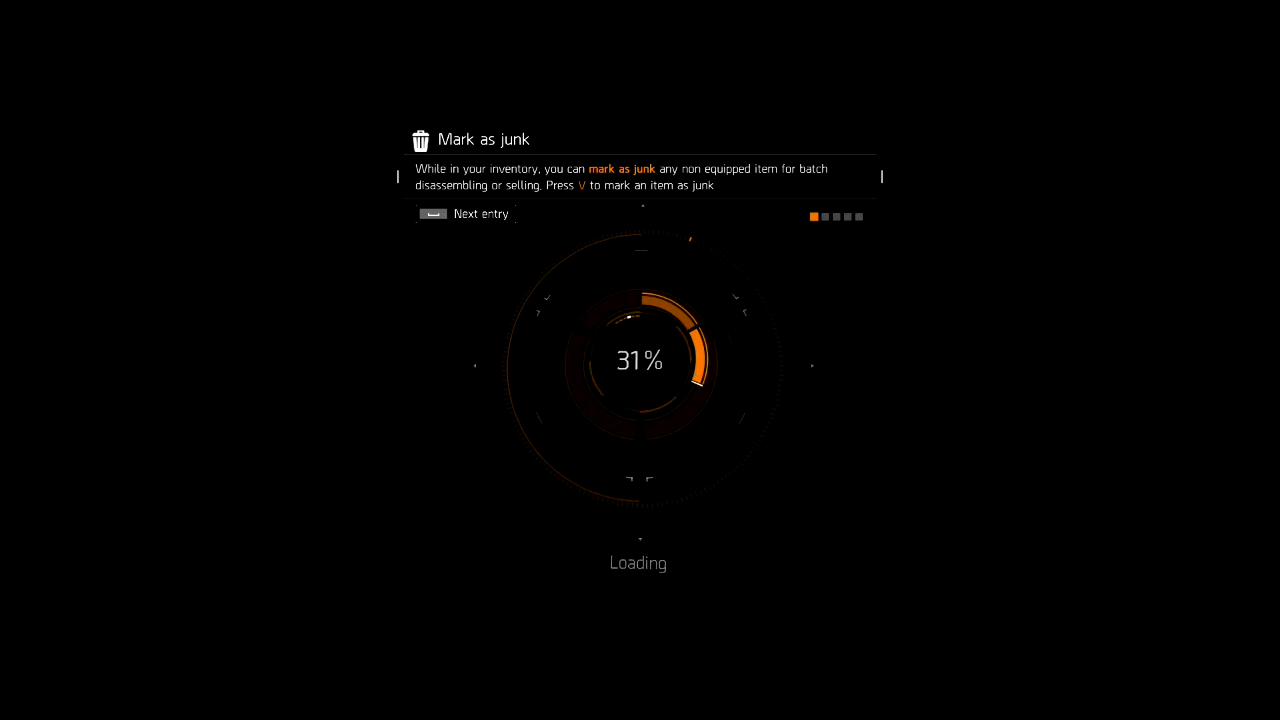 Mark as junk
While in your inventory, you can mark as junk any non equipped item for batch
disassembling or selling. Press V to mark an item as junk
Next entry
31%
Loading